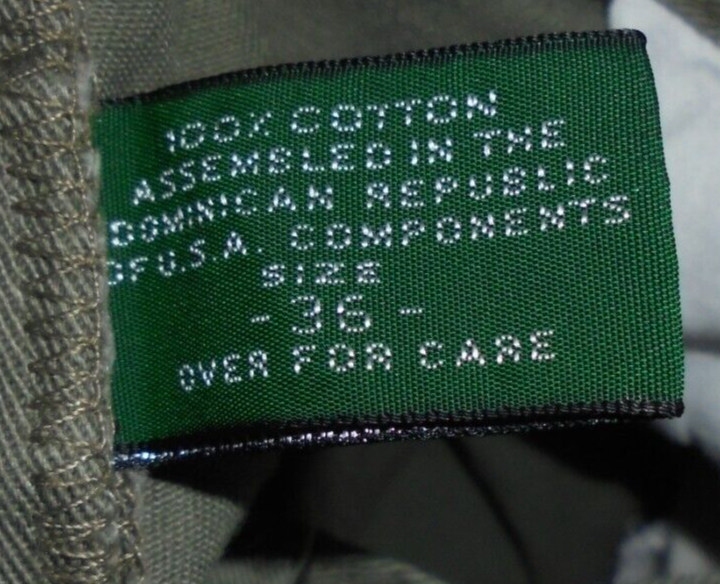 100% COTTON
ASSEMBLED IN THE
DOMINICAN REPUBLIC
OF U.S.A. COMPONENTS
SIZE
- 36 -
OVER FOR CARE